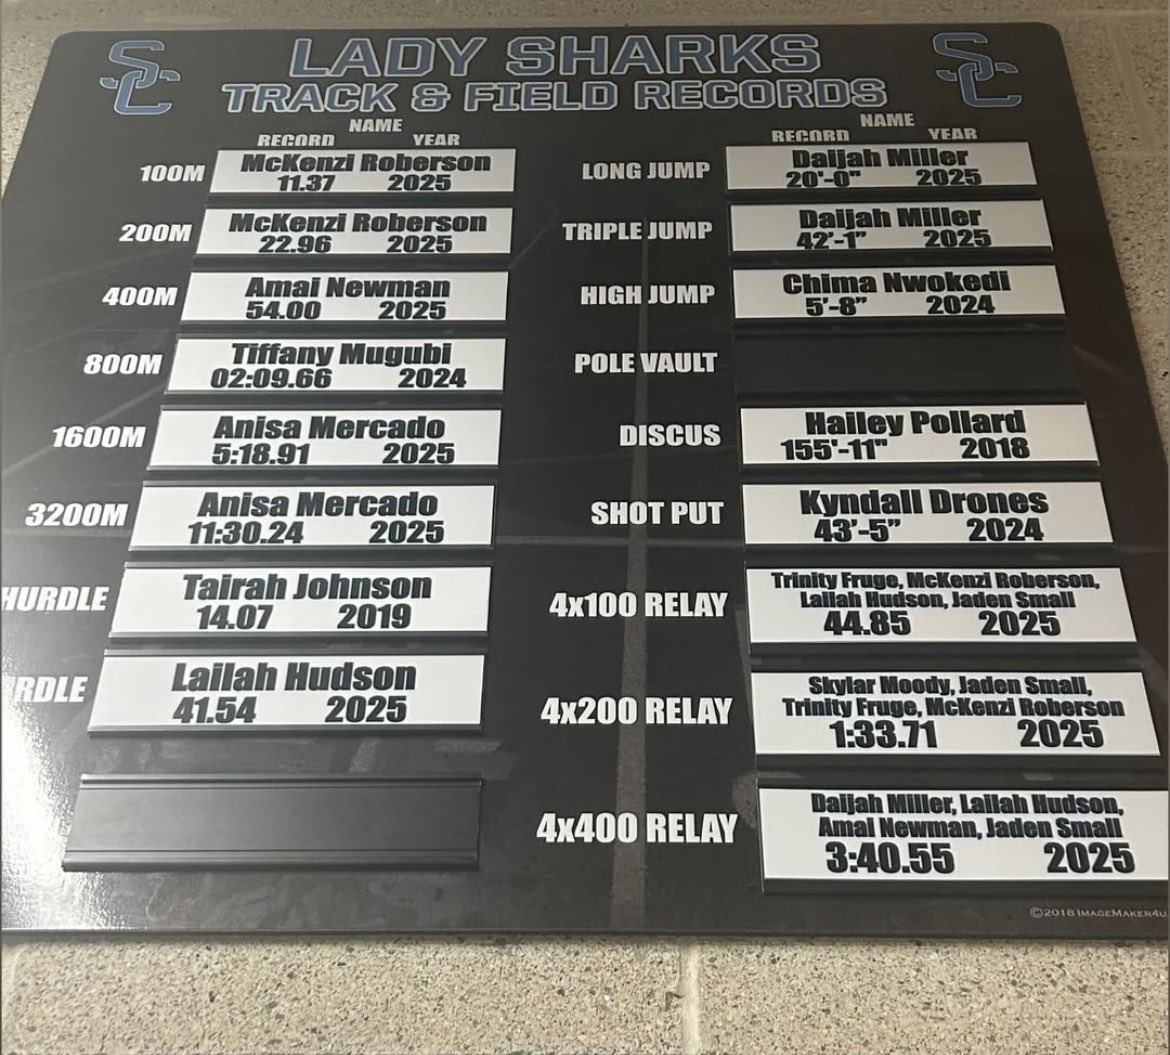 SC LADY SHARKS SC
TRACK & FIELD RECORDS
NAME
RECORD YEAR
100M McKenzi Roberson
11.37 2025
200M McKenzi Roberson
22.96 2025
400M Amai Newman
54.00 2025
800M Tiffany Mugubi
02:09.66 2024
1600M Anisa Mercado
5:18.91 2025
3200M Anisa Mercado
11:30.24 2025
HURDLE Tairah Johnson
14.07 2019
RDLE Lailah Hudson
41.54 2025
NAME
RECORD YEAR
LONG JUMP Daijah Miller
20'-0" 2025
TRIPLE JUMP Daijah Miller
42'-1" 2025
HIGH JUMP Chima Nwokedi
5'-8" 2024
POLE VAULT
DISCUS Hailey Pollard
155'-11" 2018
SHOT PUT Kyndall Drones
43'-5" 2024
4x100 RELAY Trinity Fruge, McKenzi Roberson,
Lailah Hudson, Jaden Small
44.85 2025
4x200 RELAY Skylar Moody, Jaden Small,
Trinity Fruge, McKenzi Roberson
1:33.71 2025
4x400 RELAY Daijah Miller, Lailah Hudson,
Amai Newman, Jaden Small
3:40.55 2025
©2018 IMAGEMAKER4U